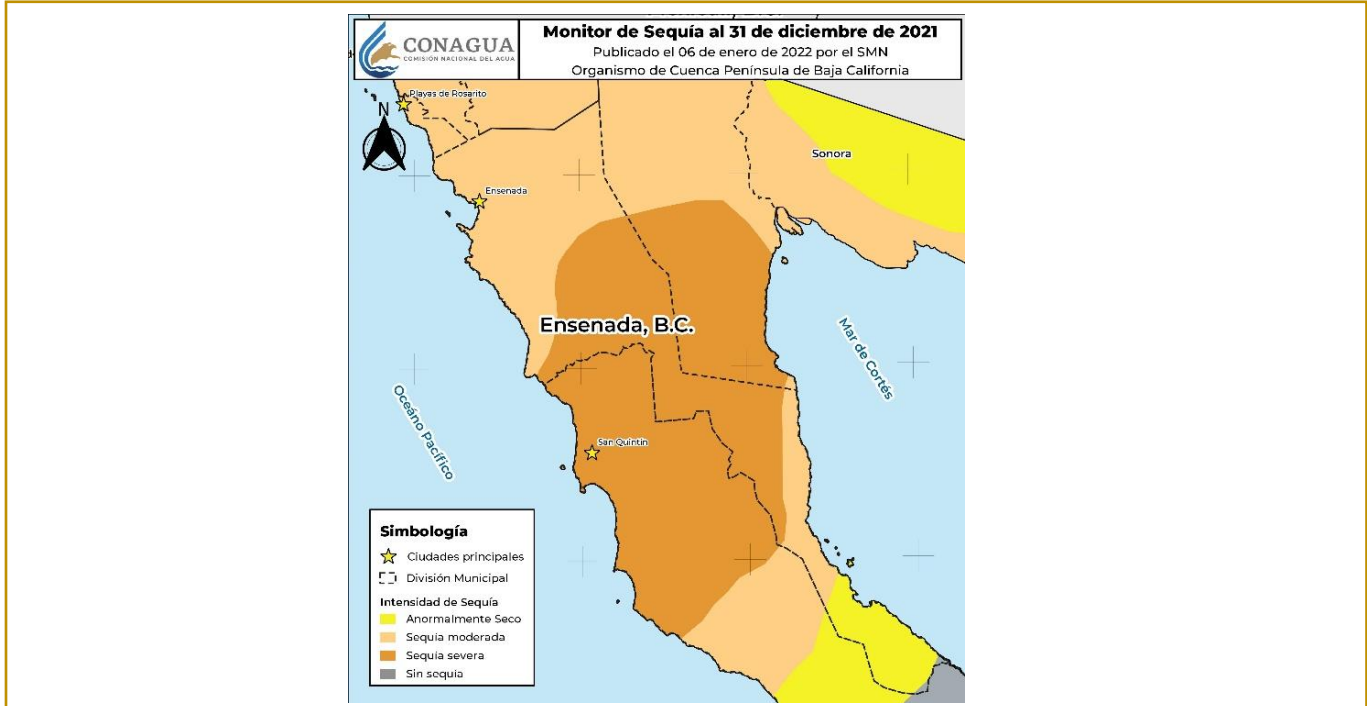 CONAGUA
COMISIÓN NACIONAL DEL AGUA
Monitor de Sequía al 31 de diciembre de 2021
Publicado el 06 de enero de 2022 por el SMN
Organismo de Cuenca Península de Baja California
Playas de Rosarito
N
Sonora
Ensenada
Ensenada, B.C.
Mar de Cortés
Oceáno Pacífico
San Quintín
Simbología
Ciudades principales
División Municipal
Intensidad de Sequía
Anormalmente Seco
Sequía moderada
Sequía severa
Sin sequia